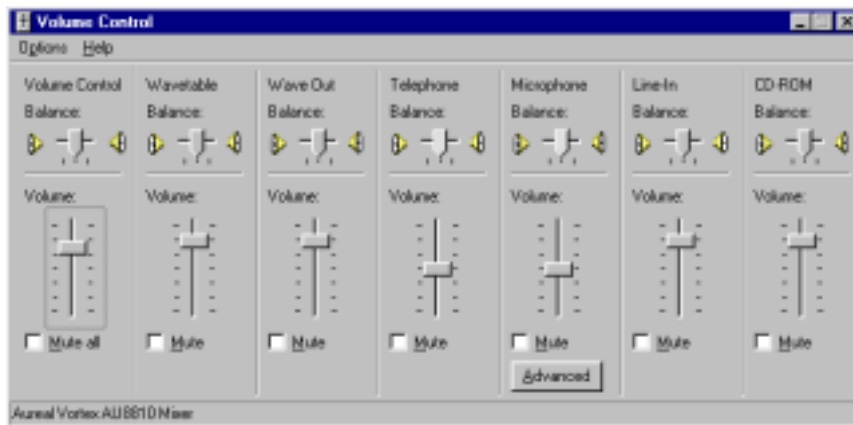 Volume Control
Options Help
Volume Control Wavetable Wave Out Telephone Microphone Line-In CD-ROM
Balance: Balance: Balance: Balance: Balance: Balance: Balance:
Volume: Volume: Volume: Volume: Volume: Volume: Volume:
Mute all Mute Mute Mute Mute Mute Mute
Advanced
Aureal Vortex AU8810 Mixer